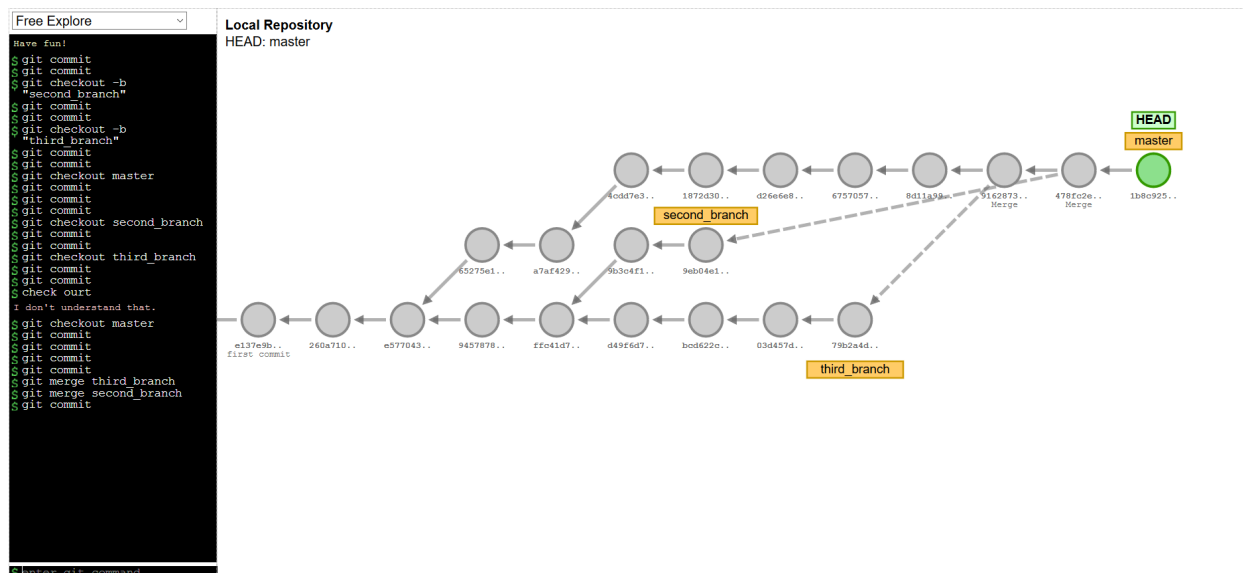 Free Explore
Have fun!
$ git commit
$ git commit
$ git checkout -b
"second_branch"
$ git commit
$ git commit
$ git checkout -b
"third_branch"
$ git commit
$ git commit
$ git checkout master
$ git commit
$ git commit
$ git commit
$ git checkout second_branch
$ git commit
$ git commit
$ git checkout third_branch
$ git commit
$ git commit
$ check ourt
I don't understand that.
$ git checkout master
$ git commit
$ git commit
$ git commit
$ git commit
$ git merge third_branch
$ git merge second_branch
$ git commit
$ enter git command
Local Repository
HEAD: master
HEAD
master
4cdd7e3..
1872d30..
d26e6e8..
6757057..
8d11a99..
9162873..
Merge
478fc2e..
Merge
1b8c925..
second_branch
65275e1..
a7af429..
9b3c4f1..
9eb04e1..
e137e9b..
first commit
260a710..
e577043..
9457878..
ffc41d7..
d49f6d7..
bcd622c..
03d457d..
79b2a4d..
third_branch